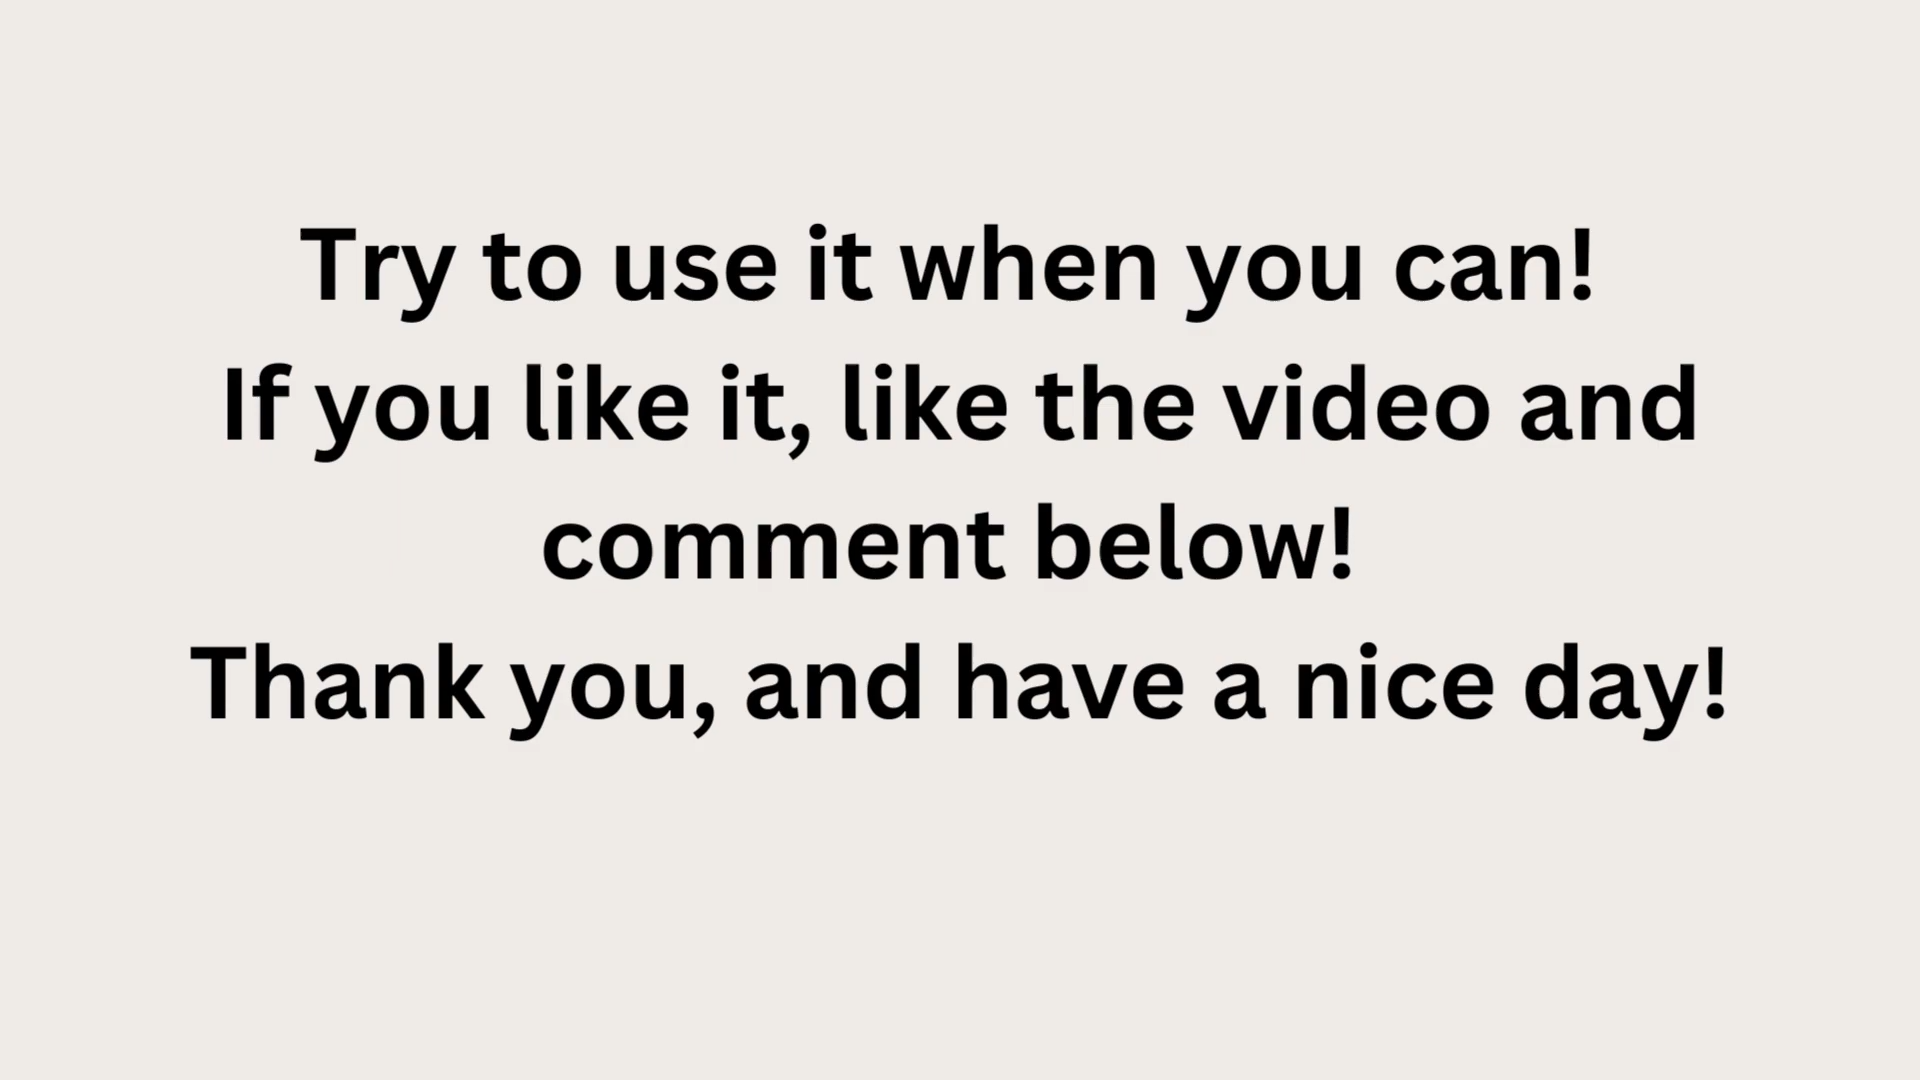 Try to use it when you can!
If you like it, like the video and
comment below!
Thank you, and have a nice day!